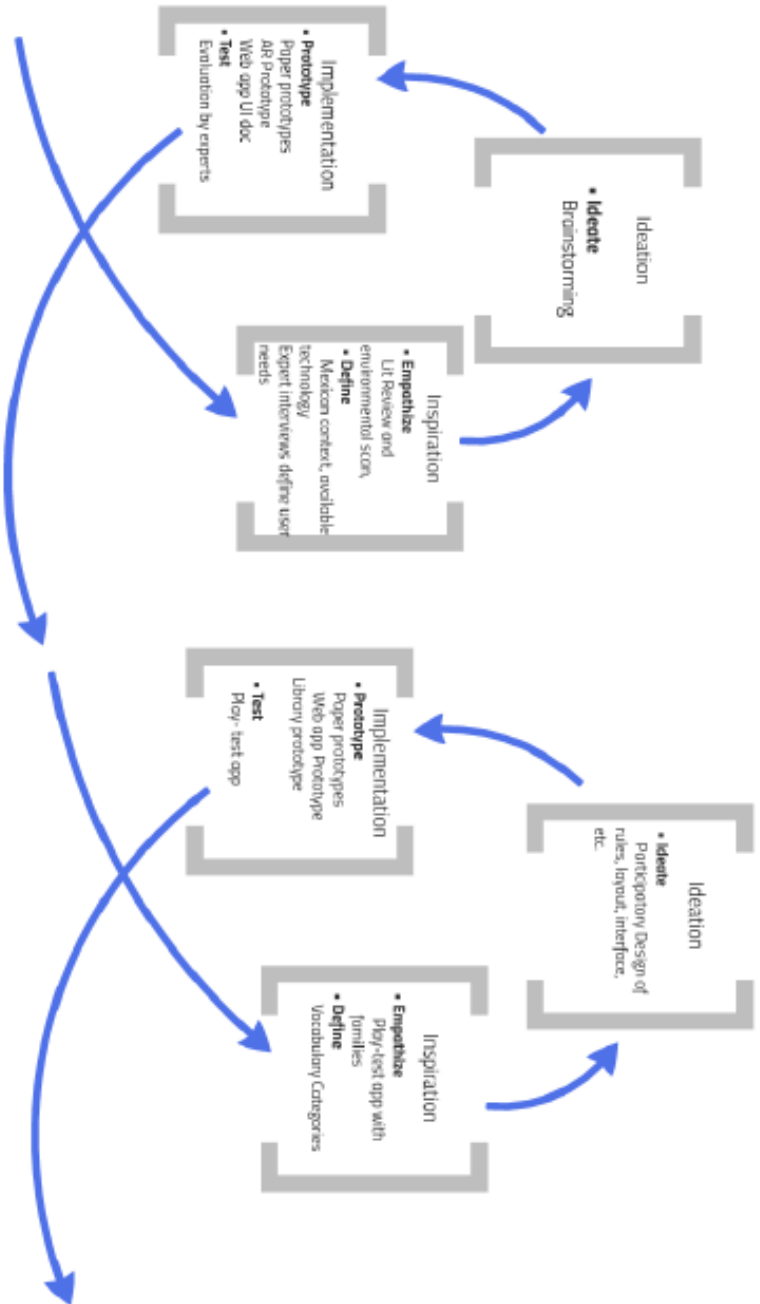 Ideation
• Ideate
Brainstorming
Implementation
• Prototype
Paper prototypes
AR Prototype
Web app UI doc
• Test
Evaluation by experts
Inspiration
• Empathize
Lit Review and
environmental scan,
• Define
Mexican context, available
technology
Expert interviews define user
needs
Ideation
• Ideate
Participatory Design of
rules, layout, interface,
etc.
Implementation
• Prototype
Paper prototypes
Web app Prototype
Library prototype
• Test
Play- test app
Inspiration
• Empathize
Play-test app with
families
• Define
Vocabulary Categories